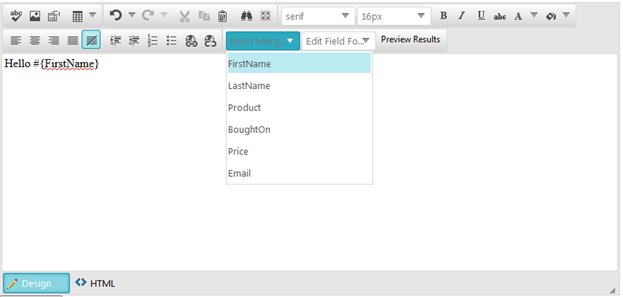 abc serif 16px B I U abc A
Insert Merg... Edit Field Fo... Preview Results
Hello #{FirstName}
FirstName
LastName
Product
BoughtOn
Price
Email
Design HTML